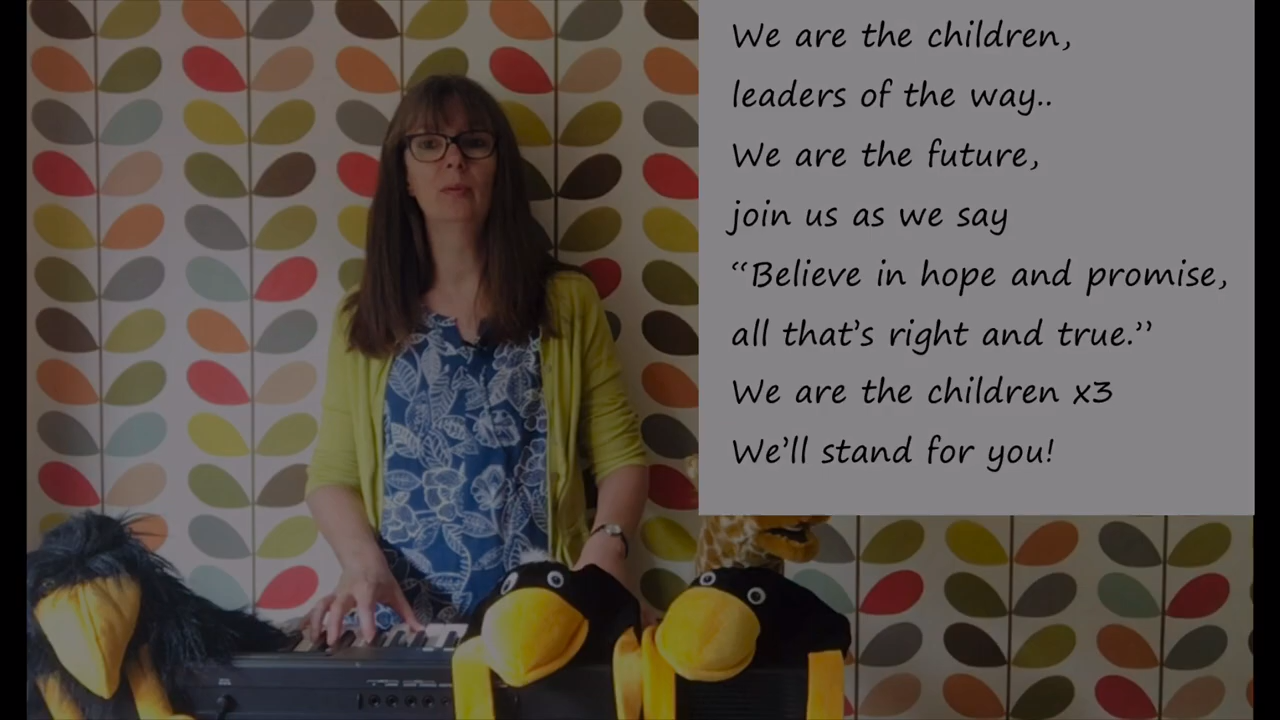 We are the children,
leaders of the way..
We are the future,
join us as we say
“Believe in hope and promise,
all that’s right and true.”
We are the children x3
We’ll stand for you!